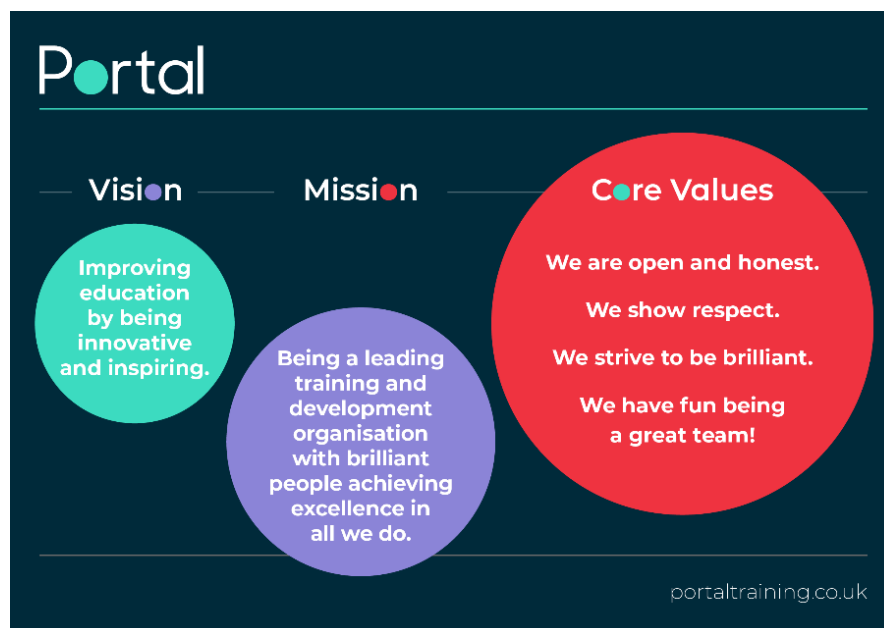 Portal
Vision
Improving
education
by being
innovative
and inspiring.
Mission
Being a leading
training and
development
organisation
with brilliant
people achieving
excellence in
all we do.
Core Values
We are open and honest.
We show respect.
We strive to be brilliant.
We have fun being
a great team!
portaltraining.co.uk